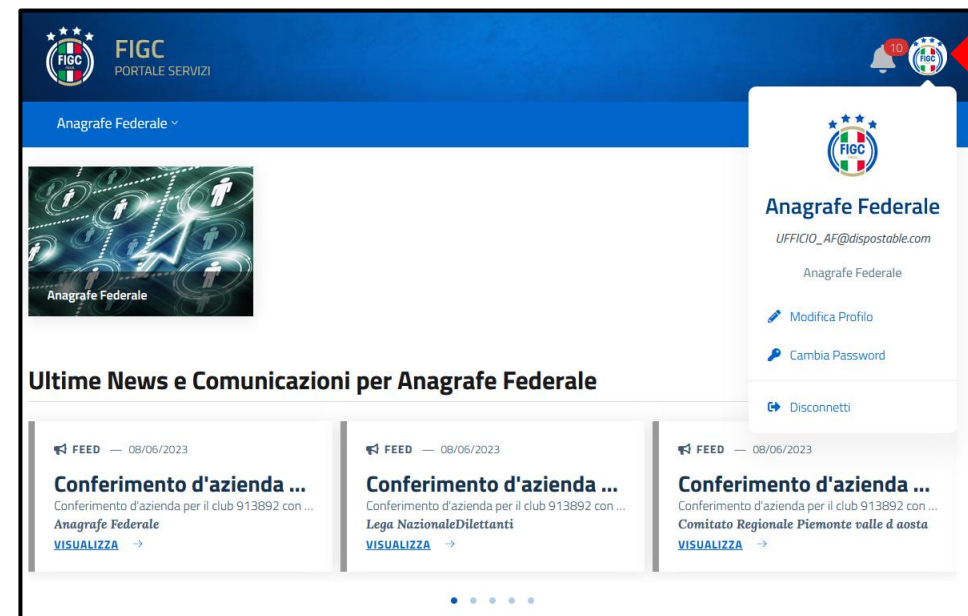 FIGC
FIGC
PORTALE SERVIZI
10
FIGC
Anagrafe Federale
FIGC
Anagrafe Federale
UFFICIO_AF@dispostable.com
Anagrafe Federale
Modifica Profilo
Cambia Password
Disconnetti
Anagrafe Federale
Ultime News e Comunicazioni per Anagrafe Federale
FEED — 08/06/2023
Conferimento d'azienda ...
Conferimento d'azienda per il club 913892 con ...
Anagrafe Federale
VISUALIZZA →
FEED — 08/06/2023
Conferimento d'azienda ...
Conferimento d'azienda per il club 913892 con ...
Lega NazionaleDilettanti
VISUALIZZA →
FEED — 08/06/2023
Conferimento d'azienda ...
Conferimento d'azienda per il club 913892 con ...
Comitato Regionale Piemonte valle d aosta
VISUALIZZA →